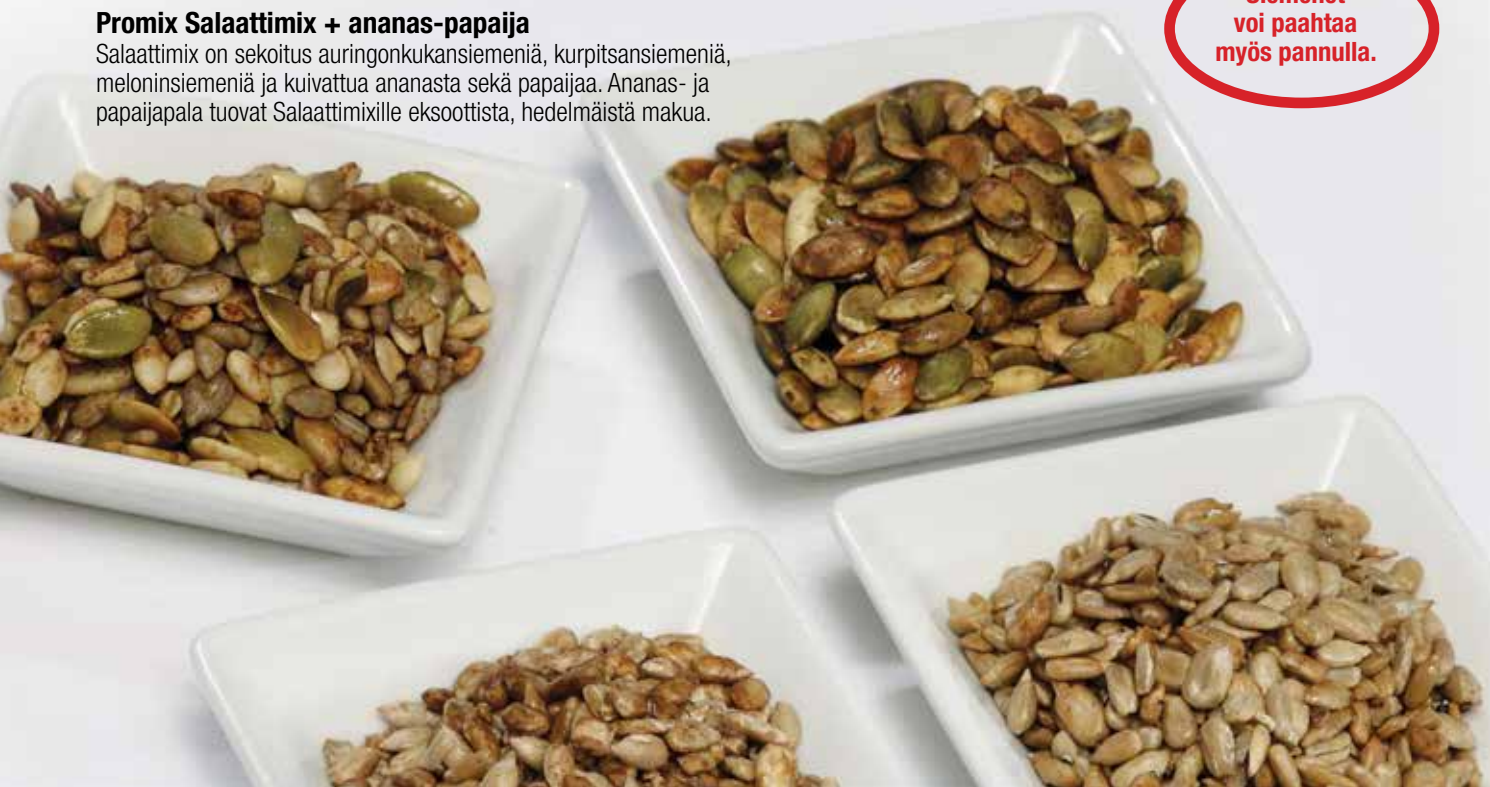 Promix Salaattimix + ananas-papaija
Salaattimix on sekoitus auringonkukansiemeniä, kurpitsansiemeniä,
meloninsiemeniä ja kuivattua ananasta sekä papaijaa. Ananas- ja
papaijapala tuovat Salaattimixille eksoottista, hedelmäistä makua.
Siemenet
voi paahtaa
myös pannulla.